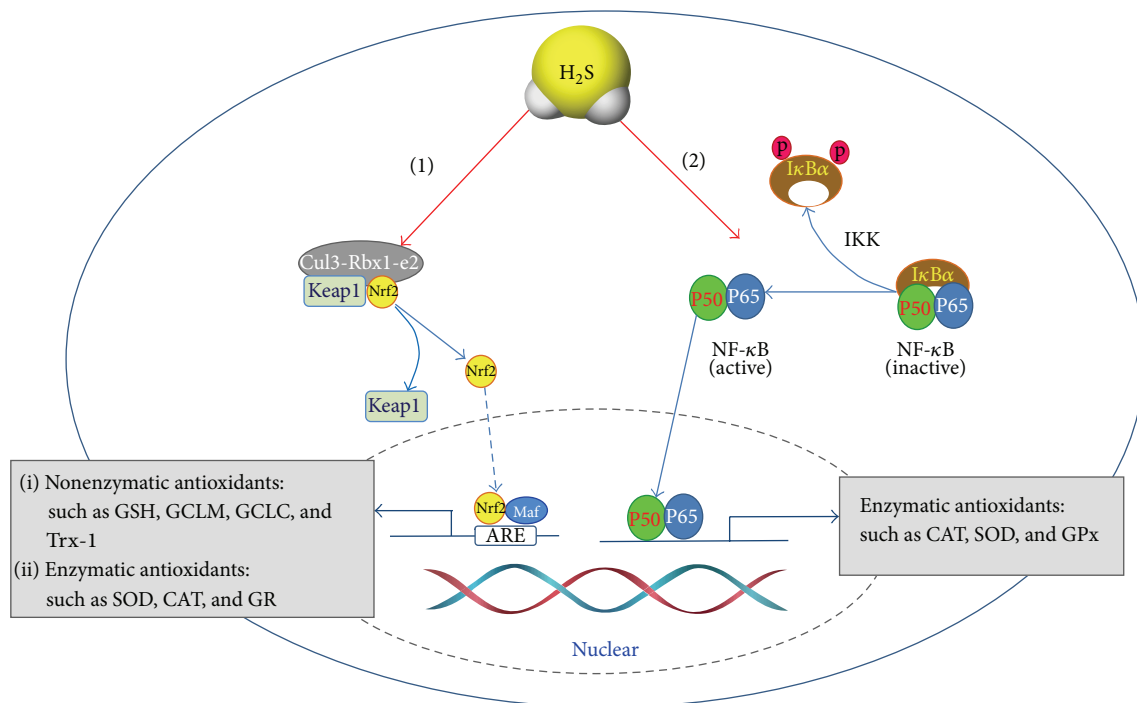 H₂S
(1)
(2)
p
p
IκBα
IKK
Cul3-Rbx1-e2
Keap1
Nrf2
IκBα
P50
P65
P50
P65
NF-κB
(active)
NF-κB
(inactive)
Nrf2
Keap1
(i) Nonenzymatic antioxidants:
such as GSH, GCLM, GCLC, and
Trx-1
(ii) Enzymatic antioxidants:
such as SOD, CAT, and GR
Nrf2
Maf
ARE
P50
P65
Enzymatic antioxidants:
such as CAT, SOD, and GPx
Nuclear